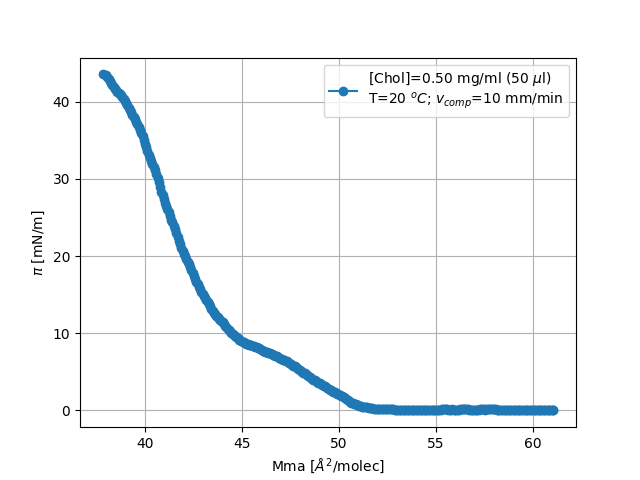 [Chol]=0.50 mg/ml (50 μl)
T=20 °C; v_comp=10 mm/min
π [mN/m]
40
30
20
10
0
40 45 50 55 60
Mma [Å²/molec]